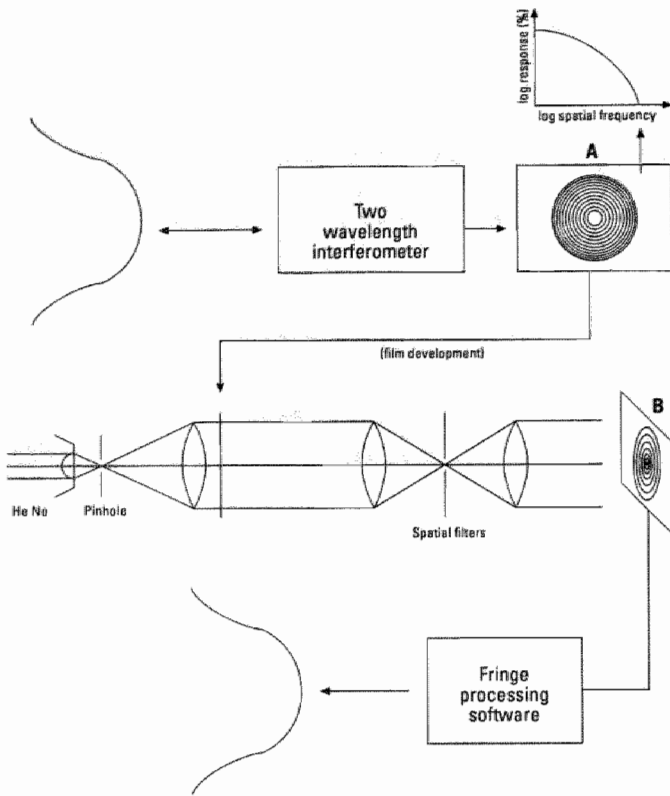 log response (%)
log spatial frequency
A
Two
wavelength
interferometer
(film development)
B
He Ne
Pinhole
Spatial filters
Fringe
processing
software